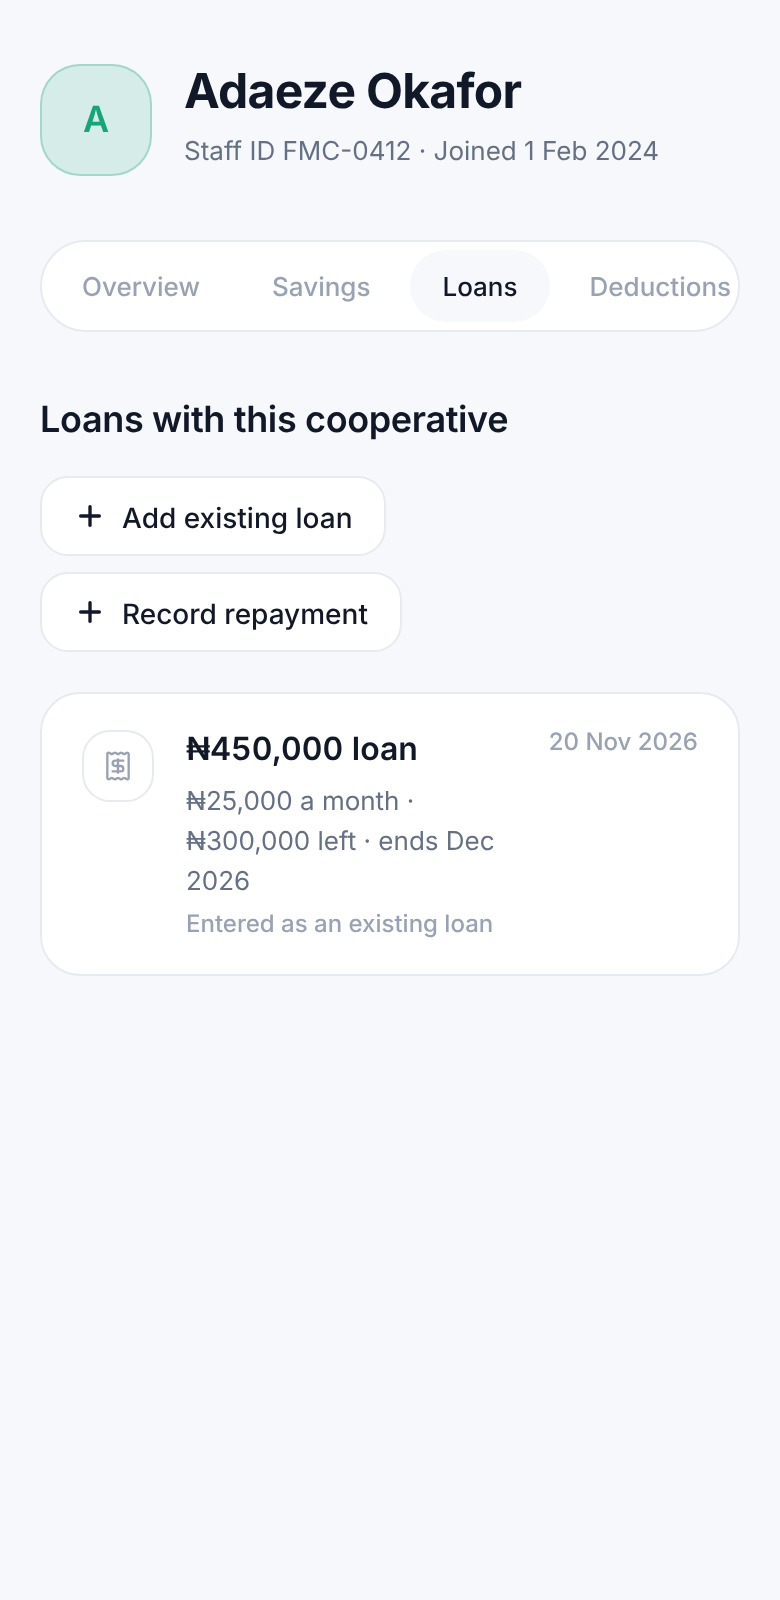 A
Adaeze Okafor
Staff ID FMC-0412 · Joined 1 Feb 2024
Overview Savings Loans Deductions
Loans with this cooperative
+ Add existing loan
+ Record repayment
₦450,000 loan 20 Nov 2026
₦25,000 a month ·
₦300,000 left · ends Dec
2026
Entered as an existing loan